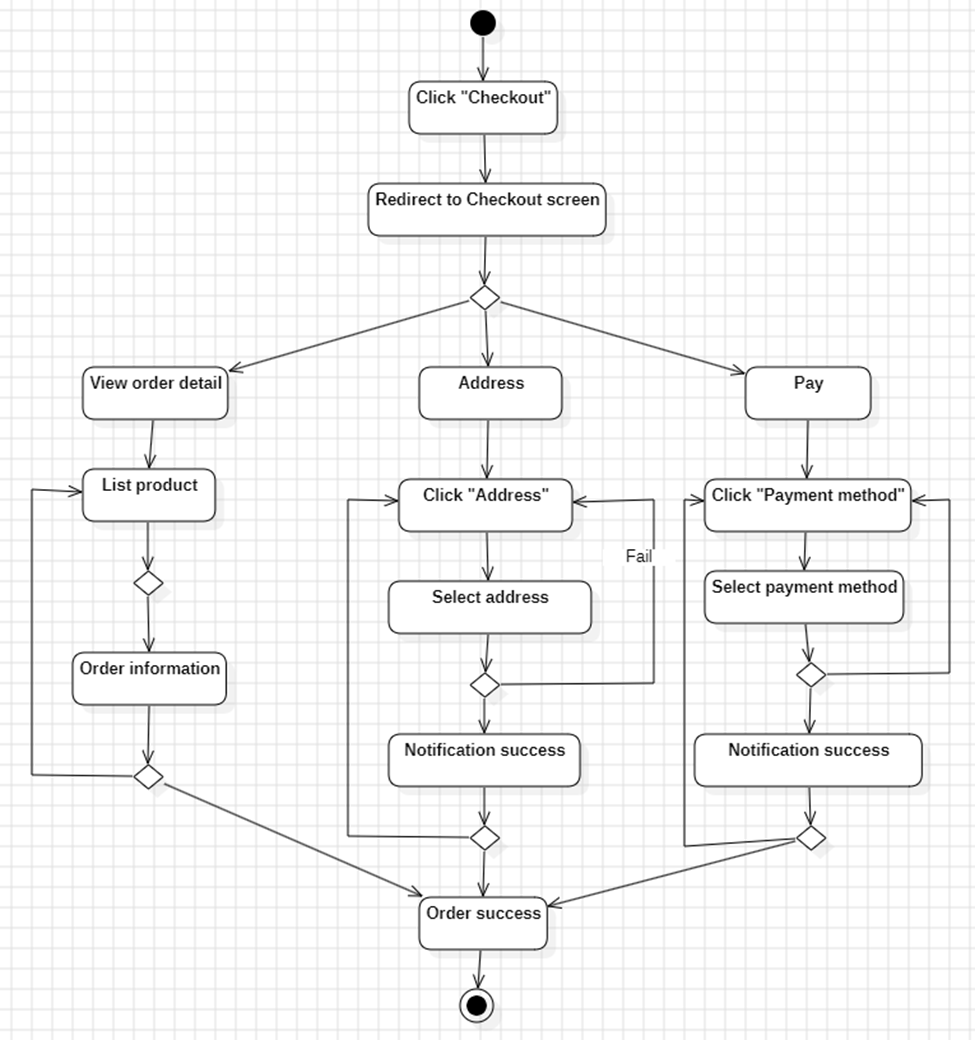 Click "Checkout"
Redirect to Checkout screen
View order detail
Address
Pay
List product
Click "Address"
Click "Payment method"
Fail
Select address
Select payment method
Order information
Notification success
Notification success
Order success